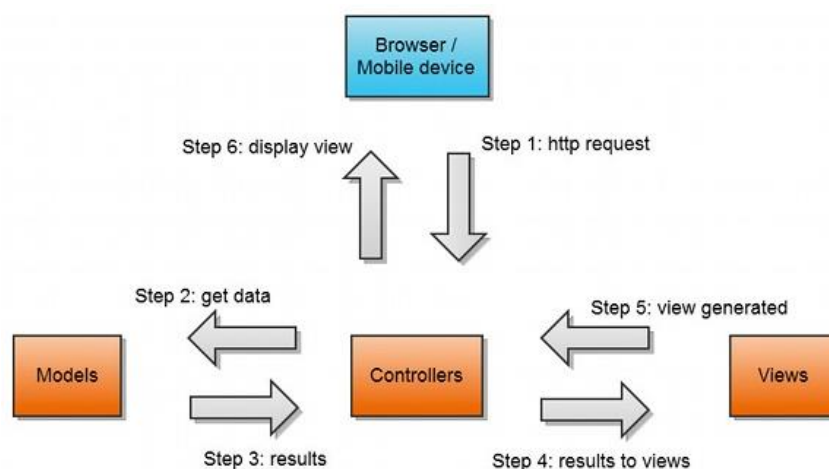 Browser /
Mobile device
Step 6: display view
Step 1: http request
Step 2: get data
Step 5: view generated
Models
Controllers
Views
Step 3: results
Step 4: results to views